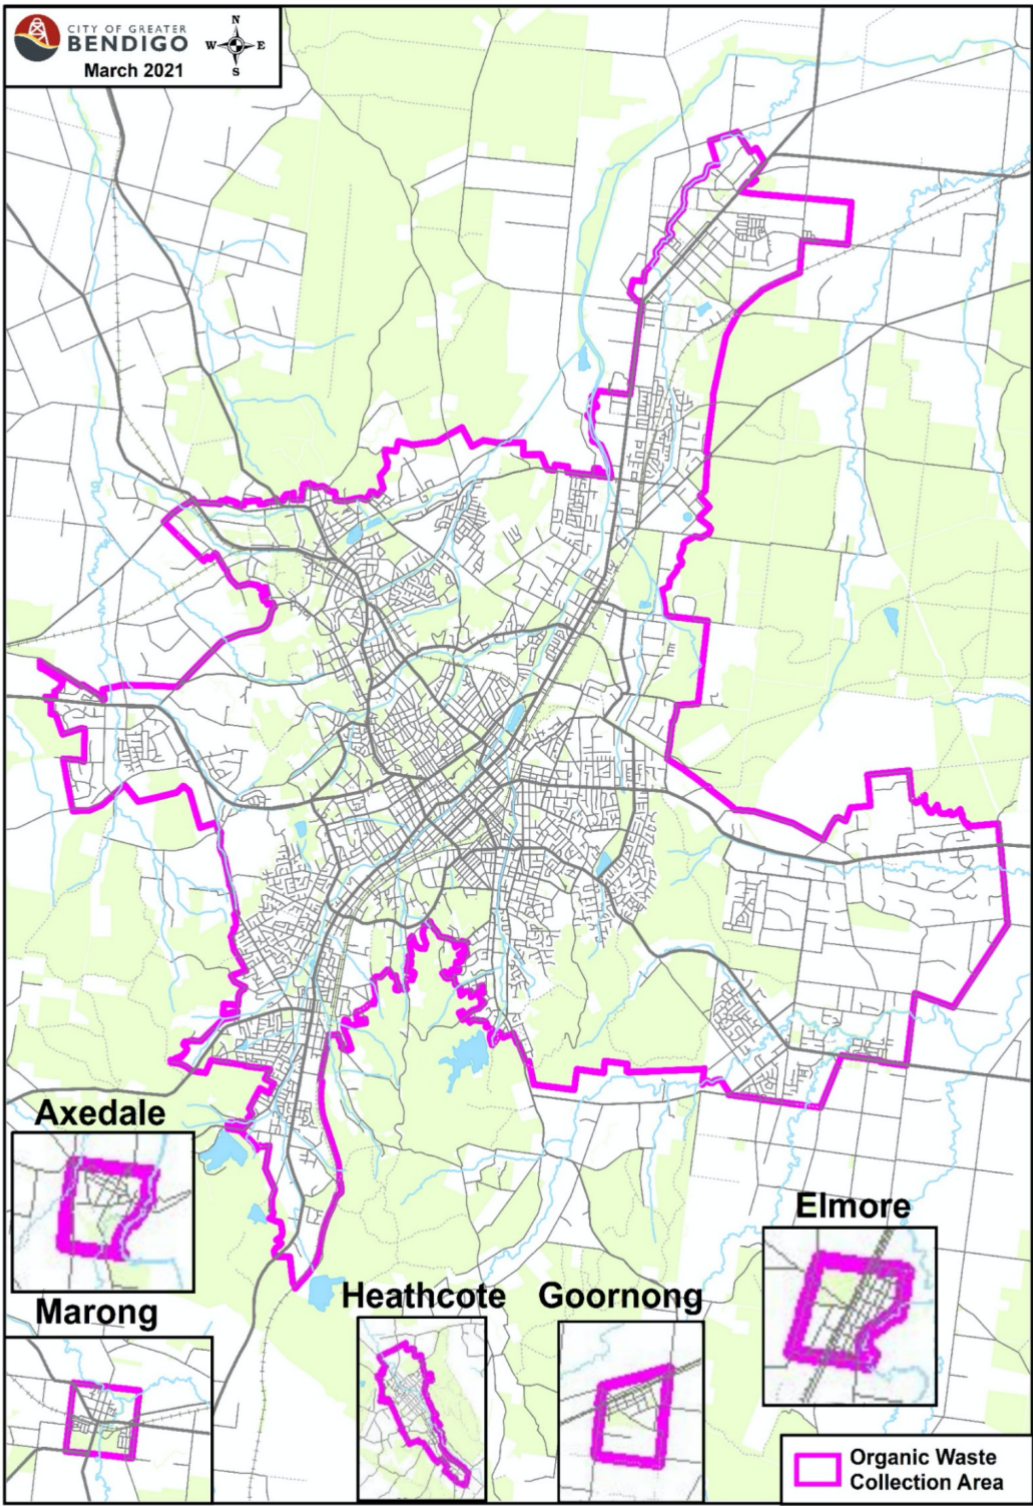 CITY OF GREATER
BENDIGO
March 2021
N
W E
S
Axedale
Marong
Heathcote
Goornong
Elmore
Organic Waste
Collection Area